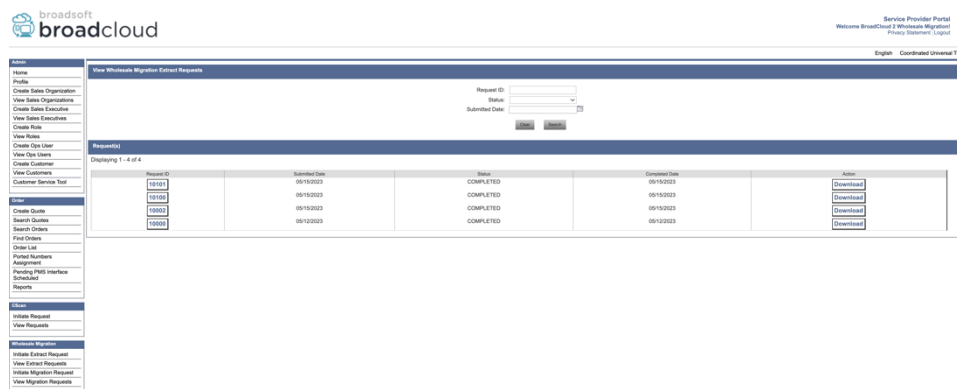 broadsoft
broadcloud
Service Provider Portal
Welcome BroadCloud 2 Wholesale Migration!
Privacy Statement | Logout
English Coordinated Universal T
Admin
Home
Profile
Create Sales Organization
View Sales Organizations
Create Sales Executive
View Sales Executives
Create Role
View Roles
Create Ops User
View Ops Users
Create Customer
View Customers
Customer Service Tool
Order
Create Quote
Search Quotes
Search Orders
Find Orders
Order List
Ported Numbers
Assignment
Pending PMS Interface
Scheduled
Reports
CScan
Initiate Request
View Requests
Wholesale Migration
Initiate Extract Request
View Extract Requests
Initiate Migration Request
View Migration Requests
View Wholesale Migration Extract Requests
Request ID:
Status:
Submitted Date:
Clear Search
Request(s)
Displaying 1 - 4 of 4
Request ID Submitted Date Status Completed Date Action
10101 05/15/2023 COMPLETED 05/15/2023 Download
10100 05/15/2023 COMPLETED 05/15/2023 Download
10002 05/15/2023 COMPLETED 05/15/2023 Download
10000 05/12/2023 COMPLETED 05/12/2023 Download